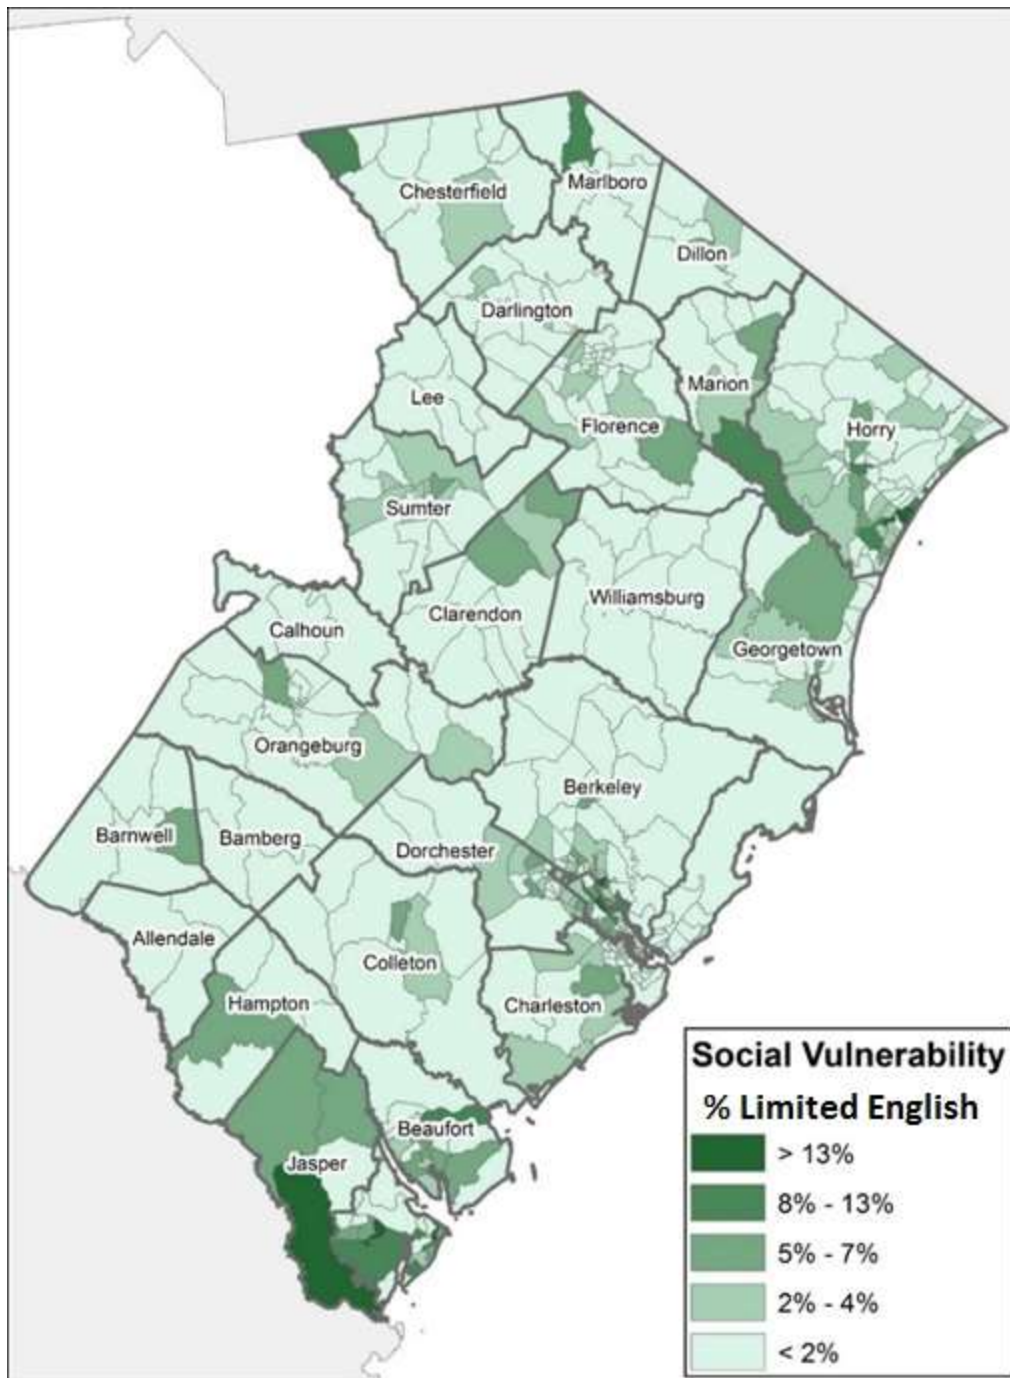 Chesterfield
Marlboro
Dillon
Darlington
Marion
Lee
Florence
Horry
Sumter
Clarendon
Williamsburg
Calhoun
Georgetown
Orangeburg
Berkeley
Barnwell
Bamberg
Dorchester
Allendale
Colleton
Hampton
Charleston
Beaufort
Jasper
Social Vulnerability
% Limited English
> 13%
8% - 13%
5% - 7%
2% - 4%
< 2%